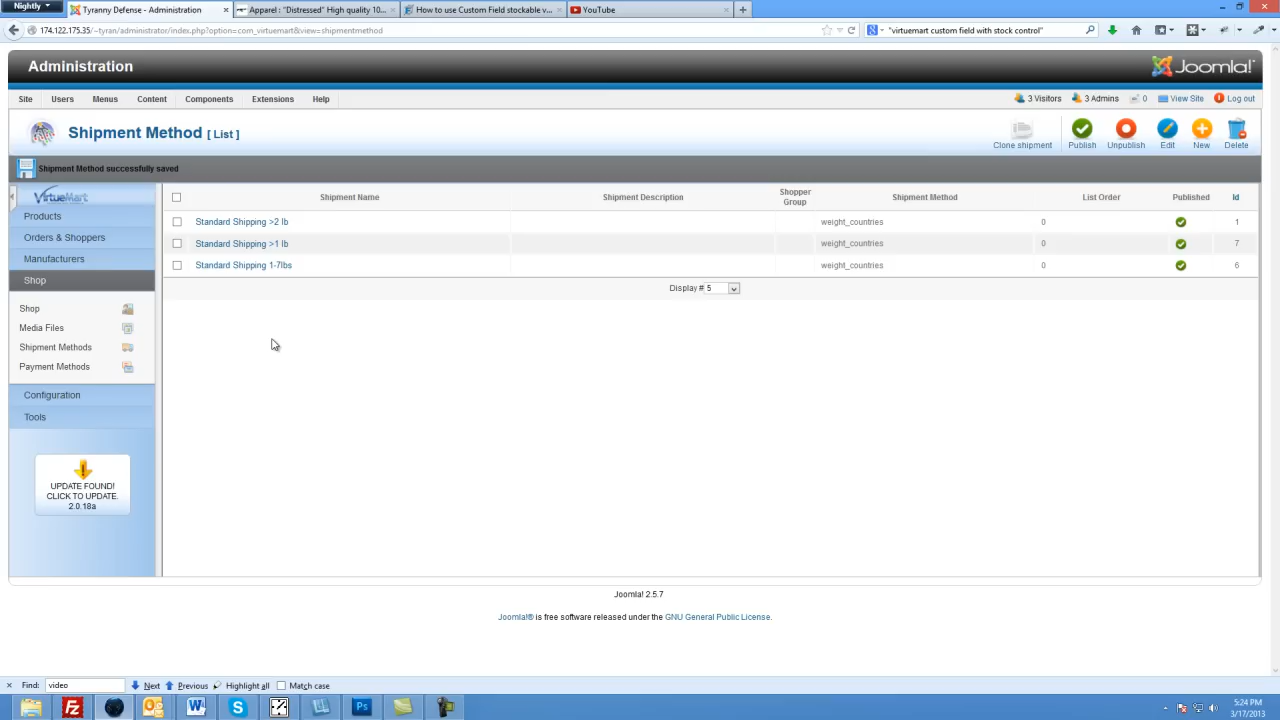 Nightly
Tyranny Defense - Administration
Apparel : "Distressed" High quality 10...
How to use Custom Field stockable v...
YouTube
174.122.175.35/~tyran/administrator/index.php?option=com_virtuemart&view=shipmentmethod
"virtuemart custom field with stock control"
Administration
Joomla!
Site Users Menus Content Components Extensions Help
3 Visitors 3 Admins 0 View Site Log out
Shipment Method [ List ]
Clone shipment Publish Unpublish Edit New Delete
Shipment Method successfully saved
VirtueMart
Products
Orders & Shoppers
Manufacturers
Shop
Shop
Media Files
Shipment Methods
Payment Methods
Configuration
Tools
UPDATE FOUND!
CLICK TO UPDATE.
2.0.18a
Shipment Name Shipment Description Shopper Group Shipment Method List Order Published Id
Standard Shipping >2 lb weight_countries 0 1
Standard Shipping >1 lb weight_countries 0 7
Standard Shipping 1-7lbs weight_countries 0 6
Display # 5
Joomla! 2.5.7
Joomla!® is free software released under the GNU General Public License.
Find: video Next Previous Highlight all Match case
5:24 PM
3/17/2013